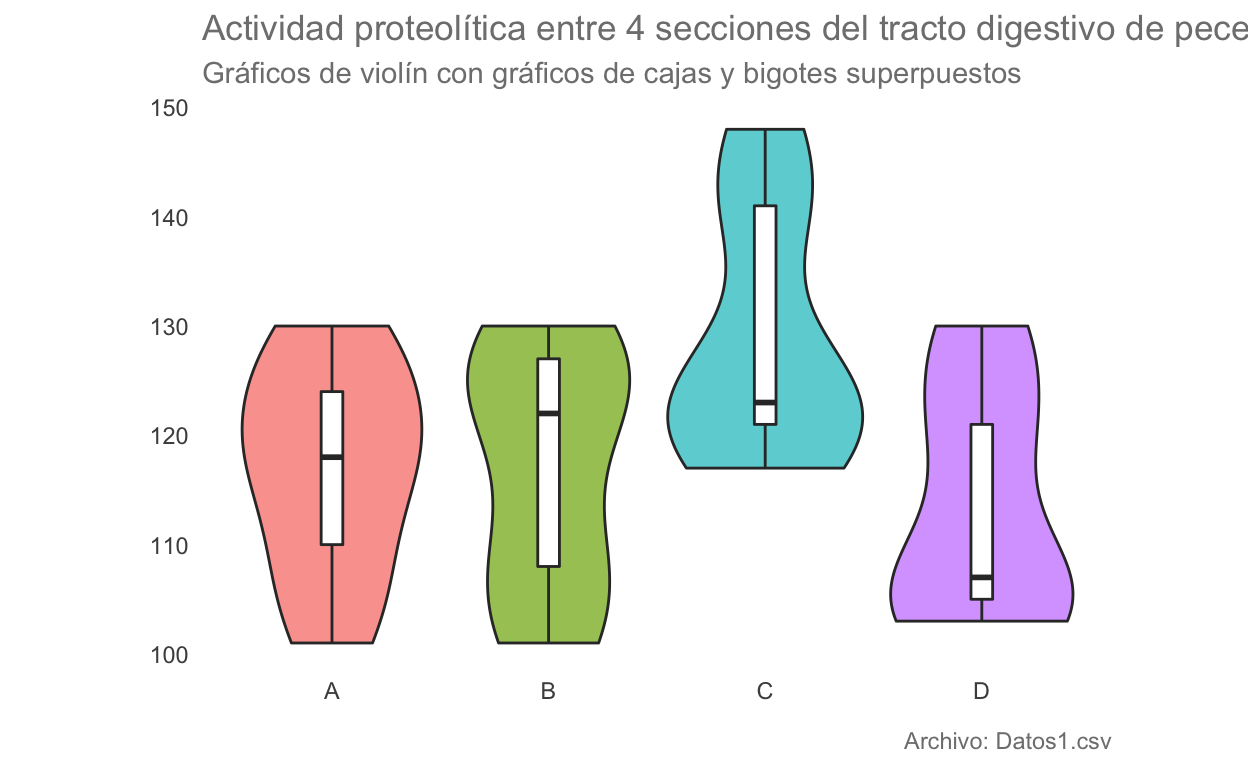 Actividad proteolítica entre 4 secciones del tracto digestivo de pece
Gráficos de violín con gráficos de cajas y bigotes superpuestos
150
140
130
120
110
100
A B C D
Archivo: Datos1.csv